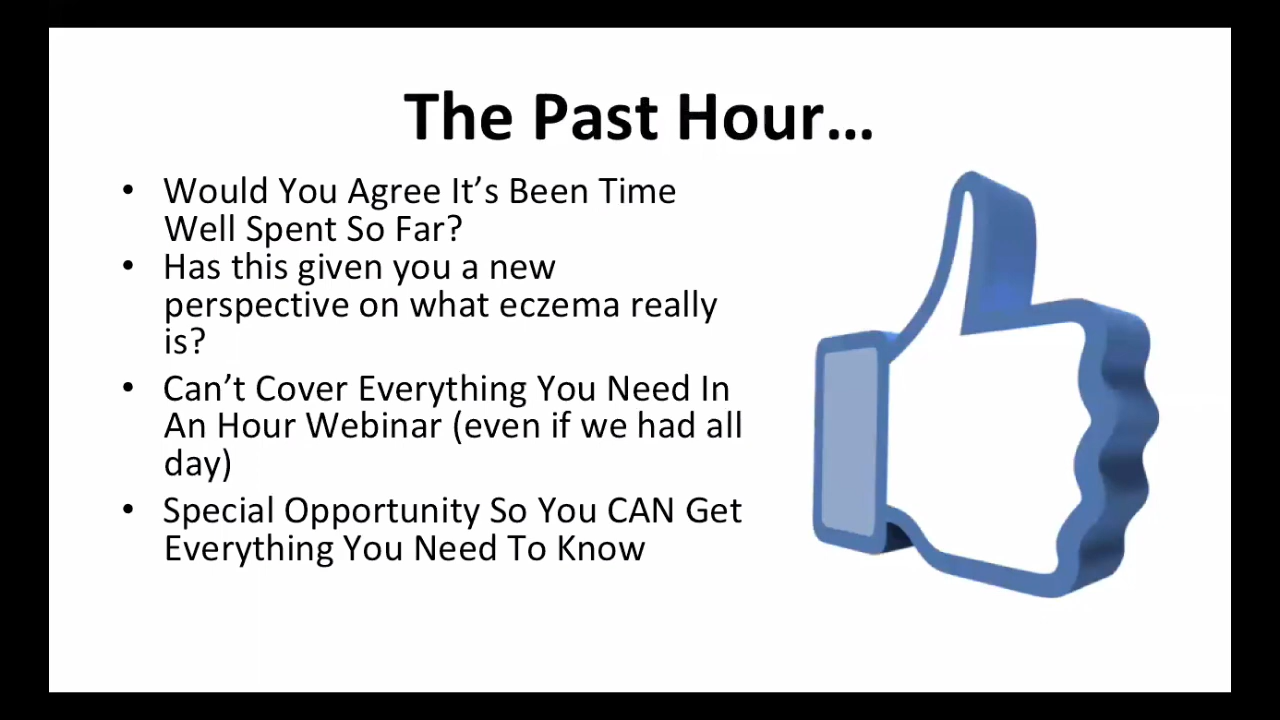 The Past Hour...
• Would You Agree It’s Been Time
Well Spent So Far?
• Has this given you a new
perspective on what eczema really
is?
• Can’t Cover Everything You Need In
An Hour Webinar (even if we had all
day)
• Special Opportunity So You CAN Get
Everything You Need To Know